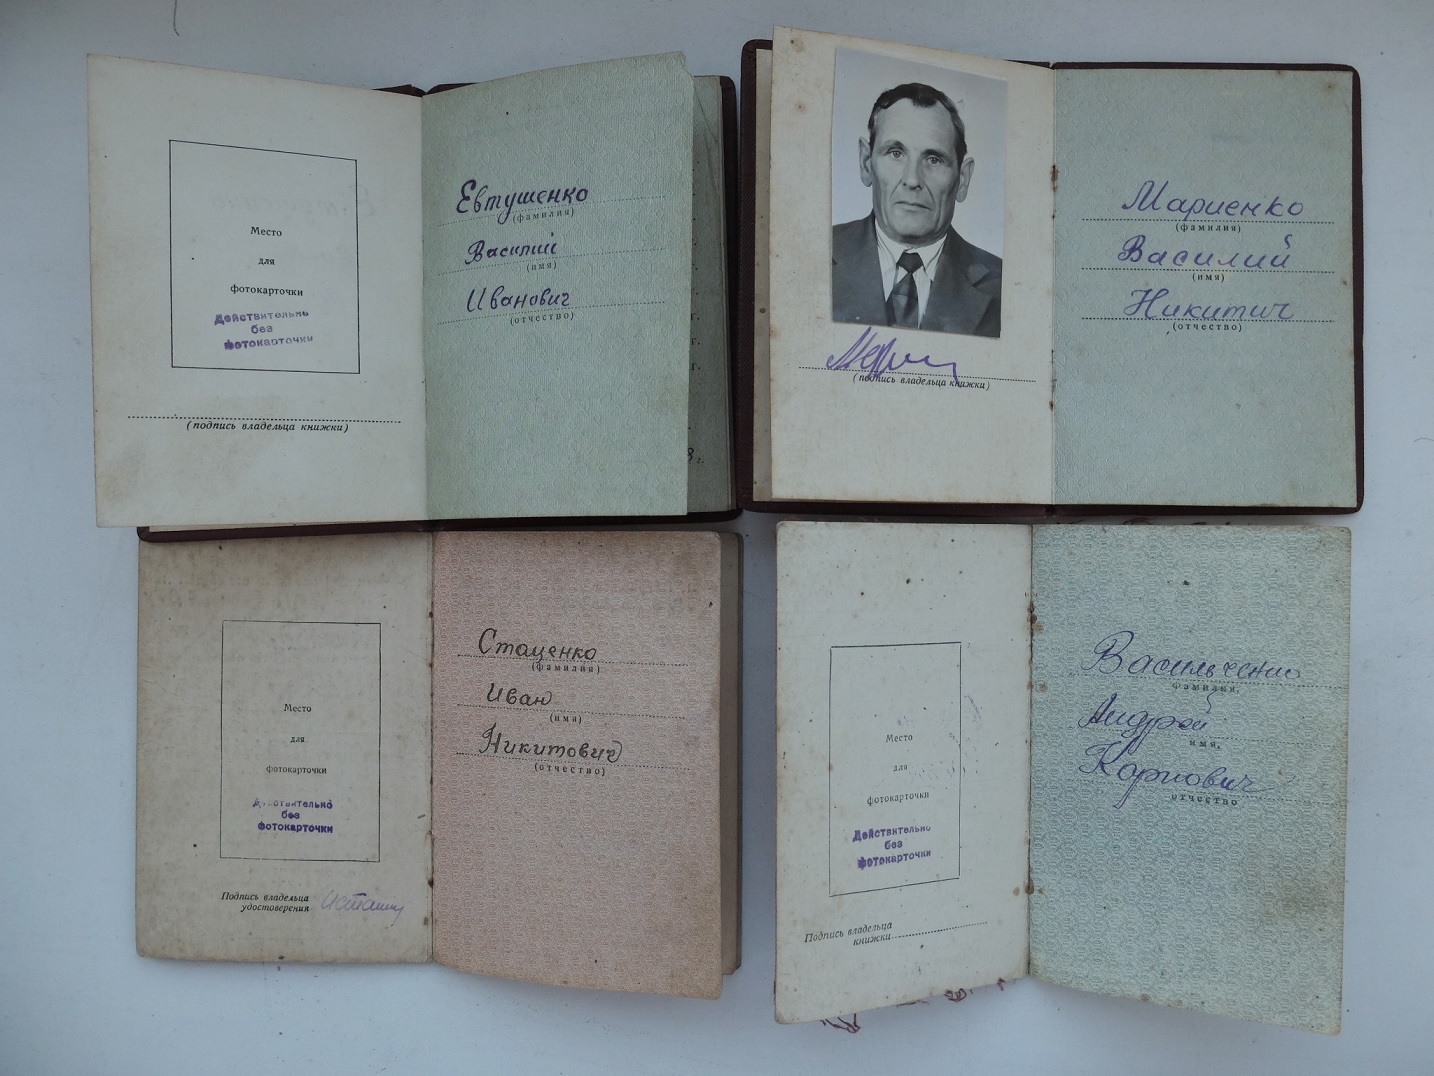 Место
для
фотокарточки
Действительно
без
фотокарточки
(подпись владельца книжки)
Евтушенко
(фамилия)
Василий
(имя)
Иванович
(отчество)
г.
г.
8 г.
(подпись владельца книжки)
Мариенко
(фамилия)
Василий
(имя)
Никитич
(отчество)
Место
для
фотокарточки
Действительно
без
фотокарточки
Подпись владельца
удостоверения
Стаценко
(фамилия)
Иван
(имя)
Никитович
(отчество)
Место
для
фотокарточки
Действительно
без
фотокарточки
Подпись владельца
книжки
Васильченко
фамилия,
Андрей
имя,
Карпович
отчество